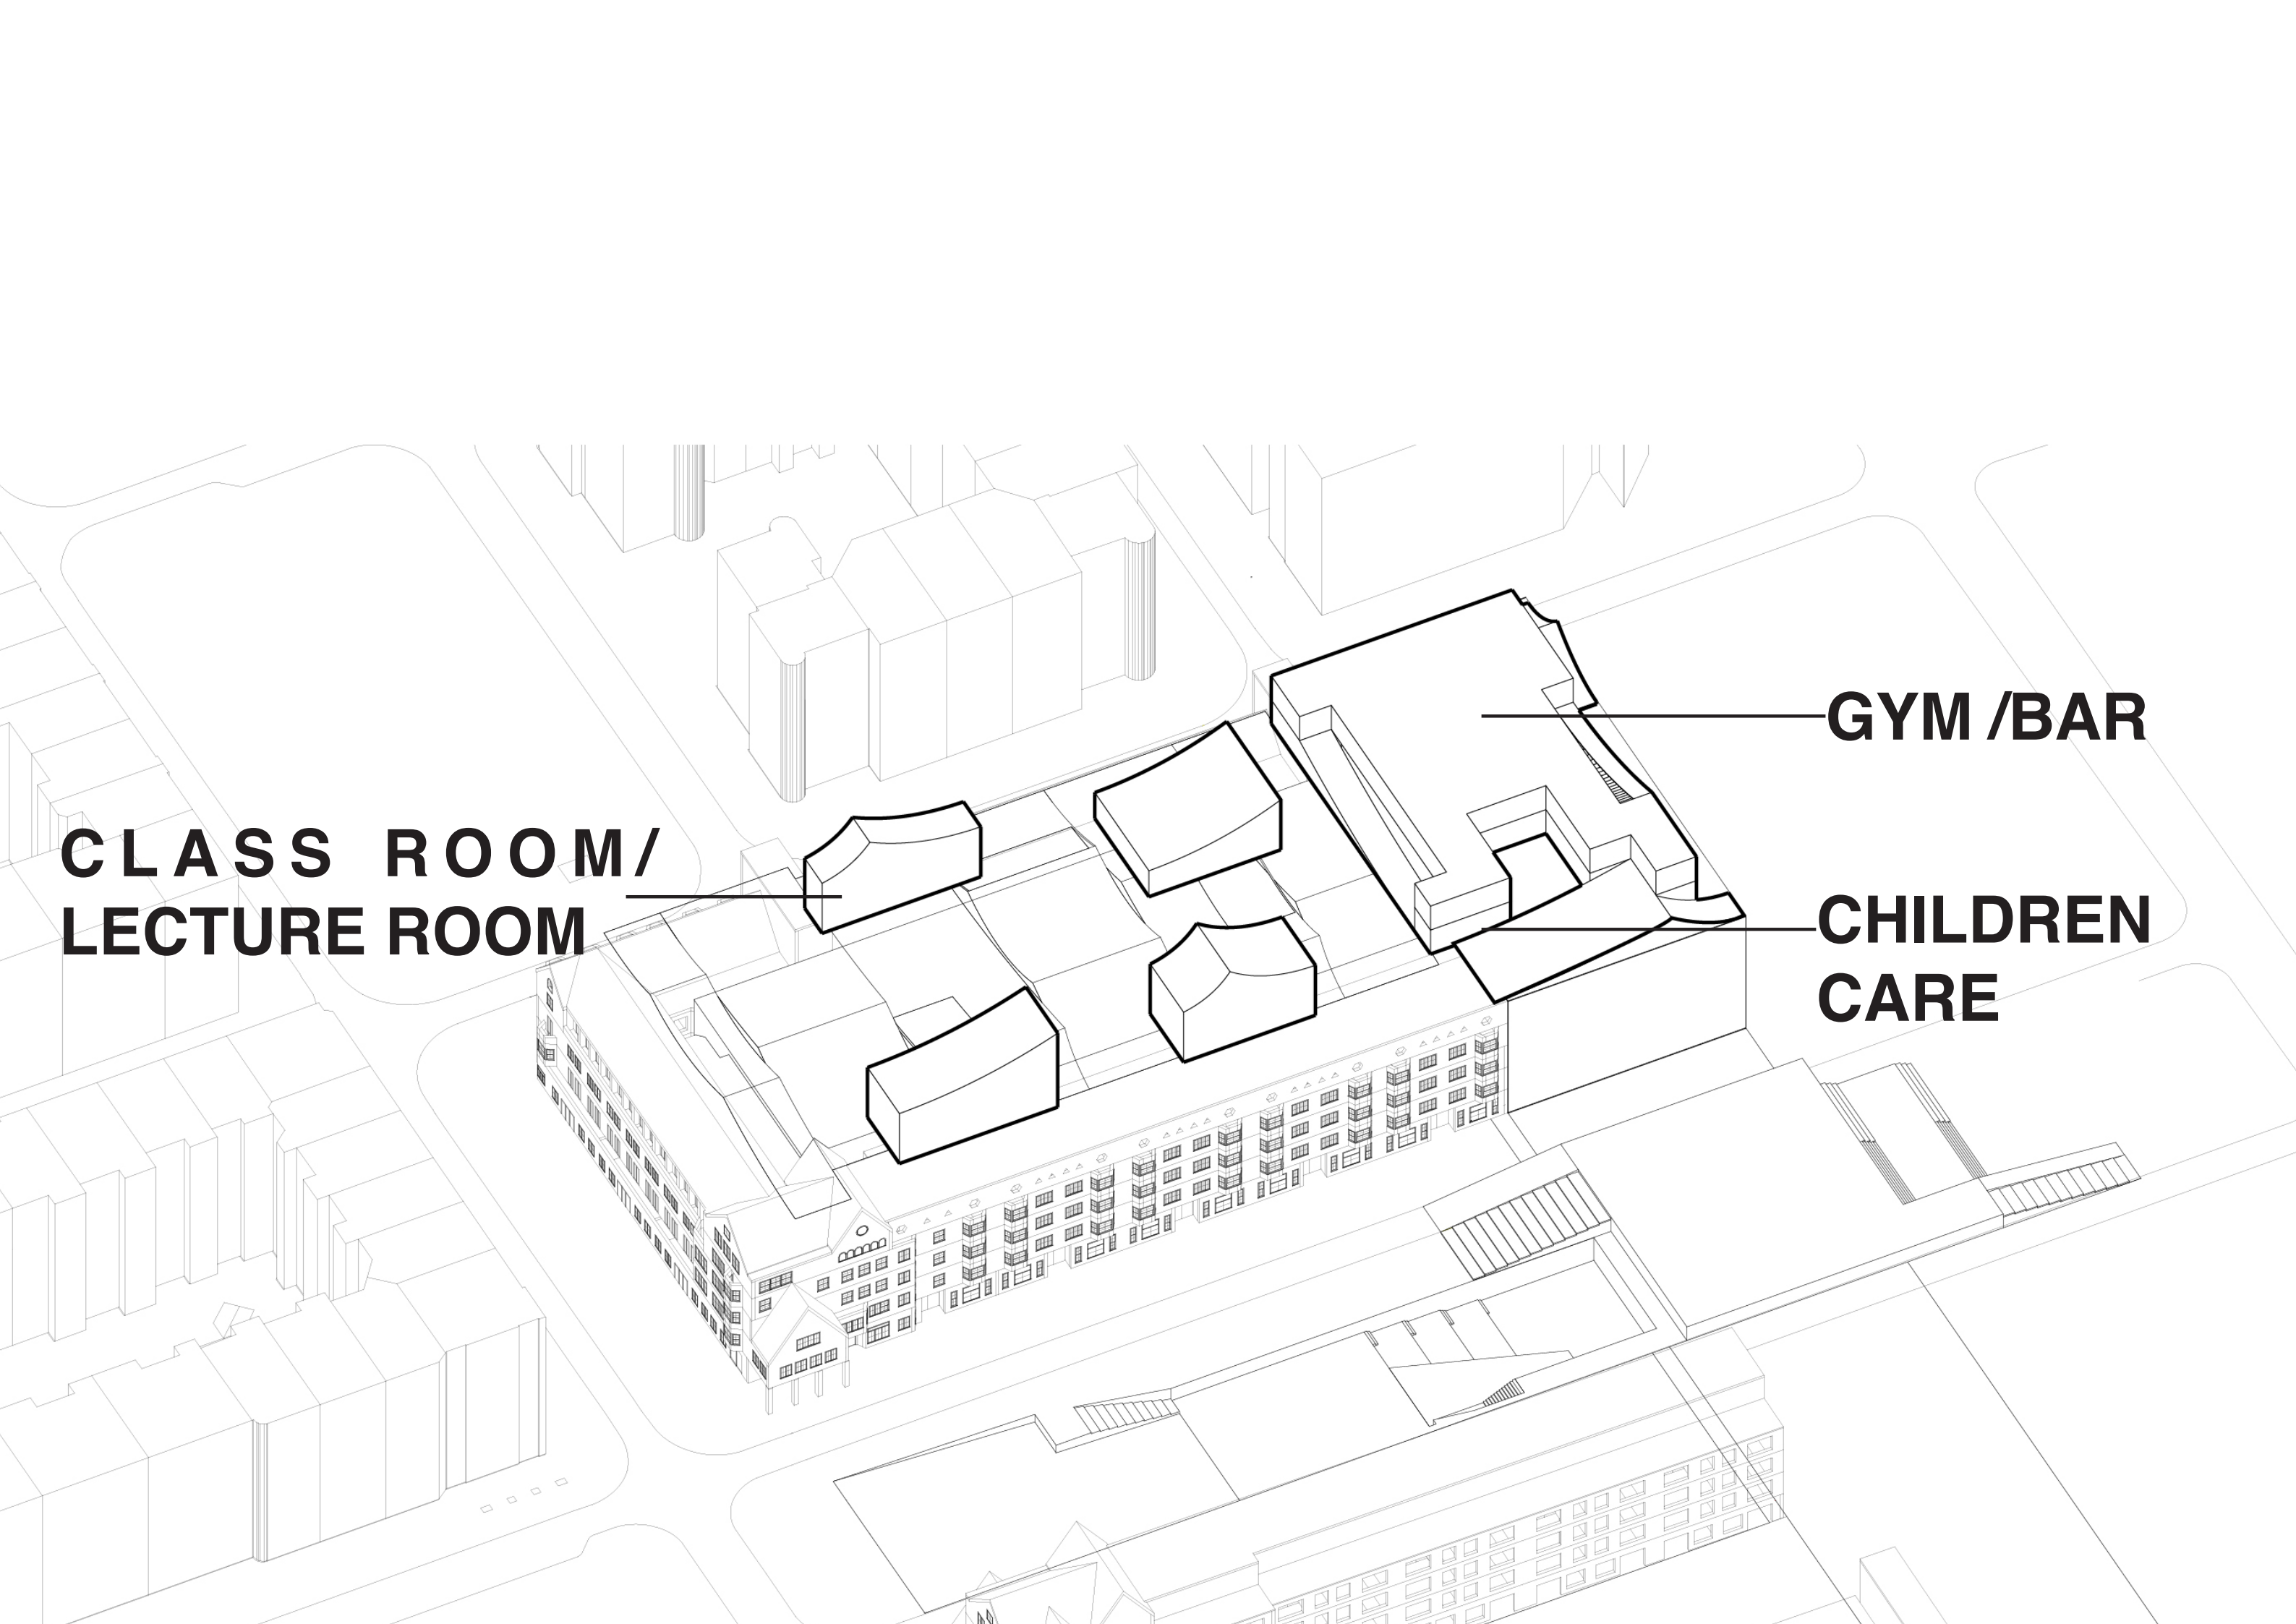 GYM /BAR
CLASS ROOM/
LECTURE ROOM
CHILDREN
CARE